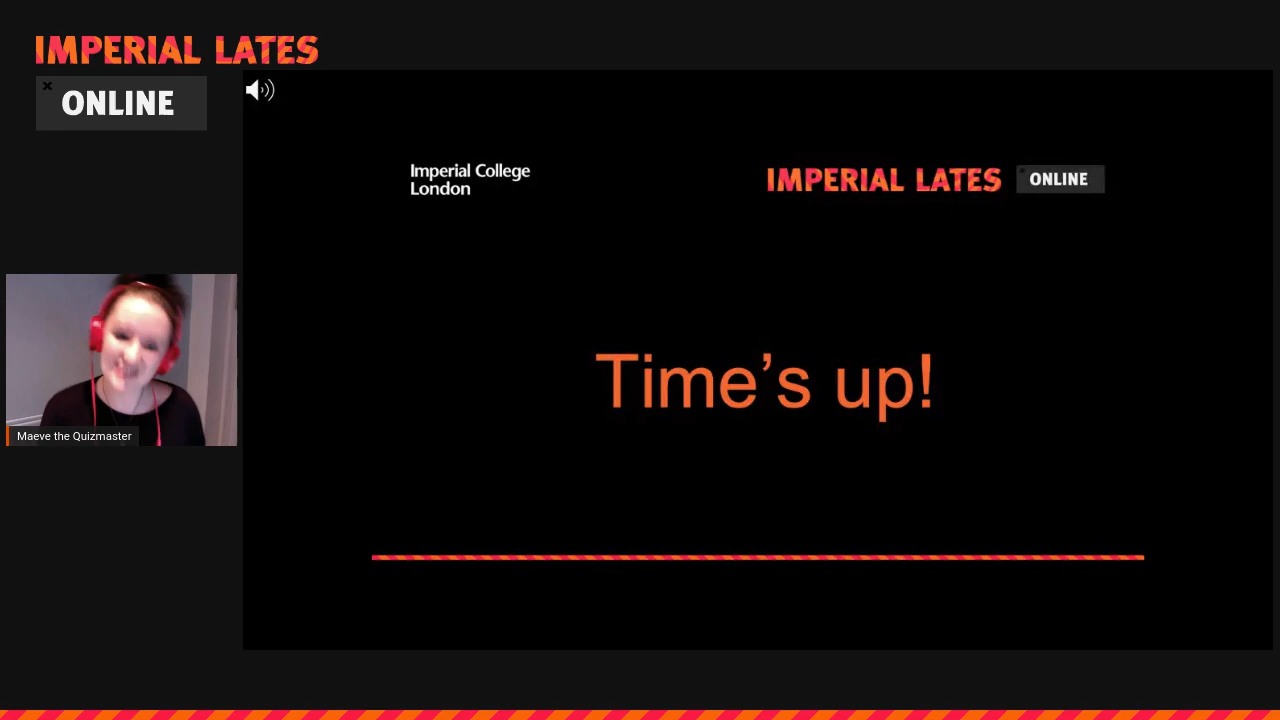 IMPERIAL LATES
ONLINE
Imperial College
London
IMPERIAL LATES
ONLINE
Time's up!
Maeve the Quizmaster